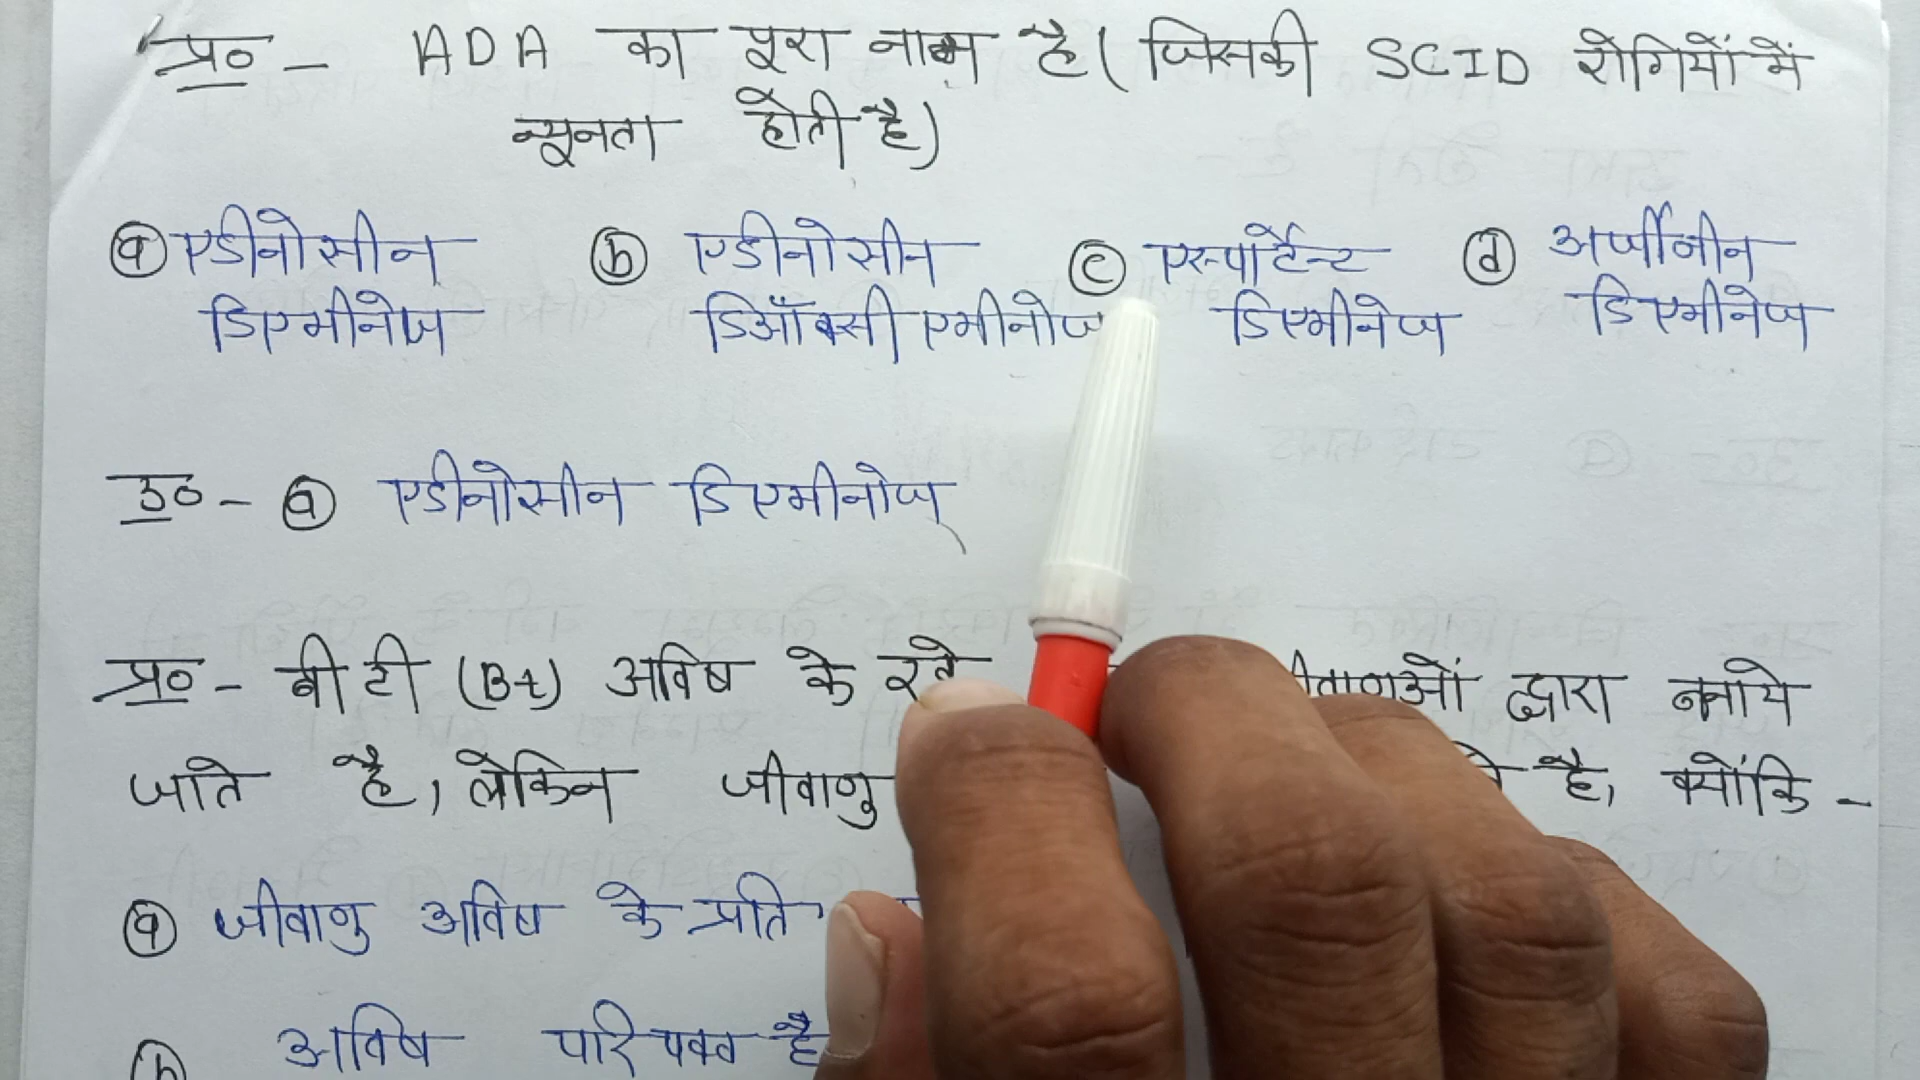 प्र० - ADA का पूरा नाम है ( जिसकी SCID रोगियों में
न्यूनता होती है)
ⓐ एडीनोसीन ⓑ एडीनोसीन ⓒ एस्पार्टेन्ट ⓓ अर्जीनीन
डिएमीनेज डिऑक्सी एमीनोज डिएमीनेज डिएमीनेज
उ० - ⓐ एडीनोसीन डिएमीनोज
प्र० - बी टी (Bt) अविष के रवे द्वारा बनाये
जाते है, लेकिन जीवाणु है, क्योंकि -
ⓐ जीवाणु अविष के प्रति
ⓑ अविष परिपक्व है